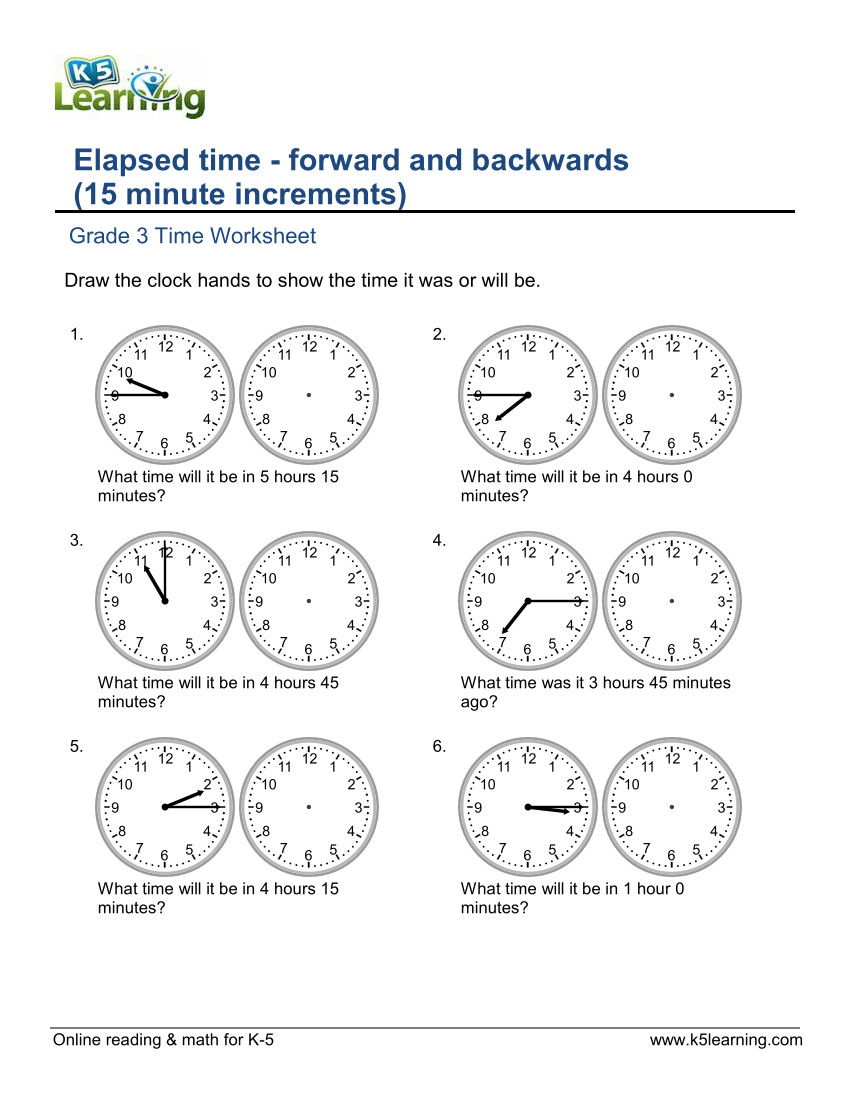 K5
Learning
Elapsed time - forward and backwards
(15 minute increments)
Grade 3 Time Worksheet
Draw the clock hands to show the time it was or will be.
1.
12 1 2 3 4 5 6 7 8 9 10 11
12 1 2 3 4 5 6 7 8 9 10 11
What time will it be in 5 hours 15
minutes?
2.
12 1 2 3 4 5 6 7 8 9 10 11
12 1 2 3 4 5 6 7 8 9 10 11
What time will it be in 4 hours 0
minutes?
3.
12 1 2 3 4 5 6 7 8 9 10 11
12 1 2 3 4 5 6 7 8 9 10 11
What time will it be in 4 hours 45
minutes?
4.
12 1 2 3 4 5 6 7 8 9 10 11
12 1 2 3 4 5 6 7 8 9 10 11
What time was it 3 hours 45 minutes
ago?
5.
12 1 2 3 4 5 6 7 8 9 10 11
12 1 2 3 4 5 6 7 8 9 10 11
What time will it be in 4 hours 15
minutes?
6.
12 1 2 3 4 5 6 7 8 9 10 11
12 1 2 3 4 5 6 7 8 9 10 11
What time will it be in 1 hour 0
minutes?
Online reading & math for K-5
www.k5learning.com